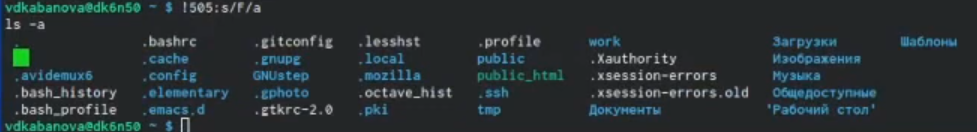 vdkabanova@dk6n50 ~ $ !505:s/F/a
ls -a
. .bashrc .gitconfig .lesshst .profile work Загрузки Шаблоны
.cache .gnupg .local public .Xauthority Изображения
.avidemux6 .config GNUstep .mozilla public_html .xsession-errors Музыка
.bash_history .elementary .gphoto .octave_hist .ssh .xsession-errors.old Общедоступные
.bash_profile .emacs.d .gtkrc-2.0 .pki tmp Документы 'Рабочий стол'
vdkabanova@dk6n50 ~ $